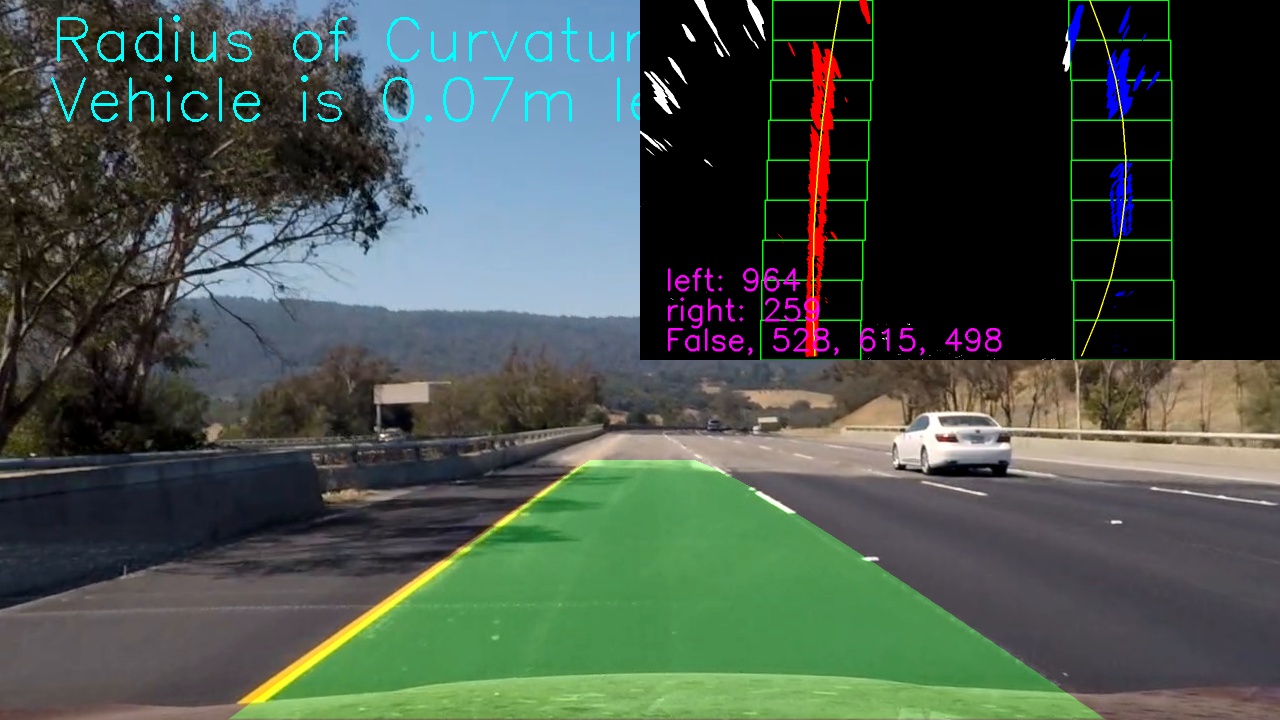 Radius of Curvatur
Vehicle is 0.07m le
left: 964
right: 259
False, 528, 615, 498